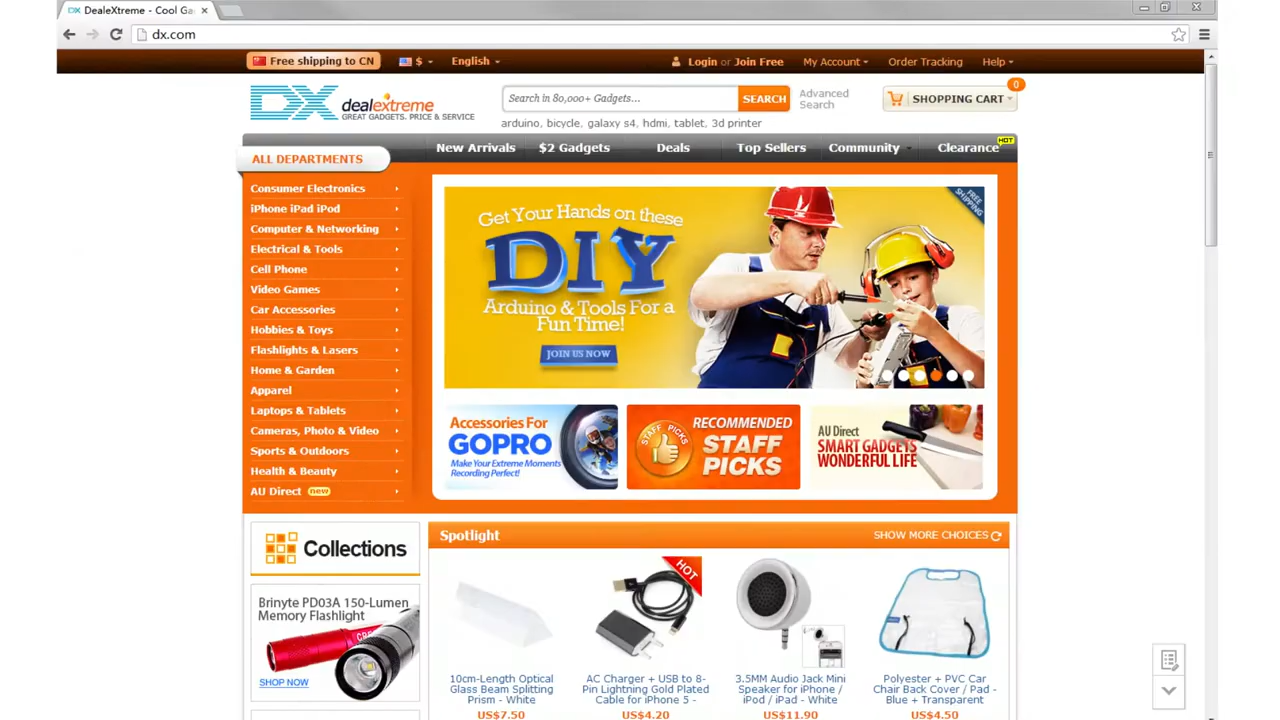 DealeXtreme - Cool Ga
dx.com
Free shipping to CN
$
English
Login or Join Free
My Account
Order Tracking
Help
DX dealextreme
GREAT GADGETS. PRICE & SERVICE
Search in 80,000+ Gadgets...
SEARCH
Advanced
Search
0
SHOPPING CART
arduino, bicycle, galaxy s4, hdmi, tablet, 3d printer
ALL DEPARTMENTS
New Arrivals
$2 Gadgets
Deals
Top Sellers
Community
Clearance
HOT
Consumer Electronics
iPhone iPad iPod
Computer & Networking
Electrical & Tools
Cell Phone
Video Games
Car Accessories
Hobbies & Toys
Flashlights & Lasers
Home & Garden
Apparel
Laptops & Tablets
Cameras, Photo & Video
Sports & Outdoors
Health & Beauty
AU Direct new
FREE
SHIPPING
Get Your Hands on these
DIY
Arduino & Tools For a
Fun Time!
JOIN US NOW
Accessories For
GOPRO
Make Your Extreme Moments
Recording Perfect!
STAFF PICKS
RECOMMENDED
STAFF
PICKS
AU Direct
SMART GADGETS
WONDERFUL LIFE
Collections
Brinyte PD03A 150-Lumen
Memory Flashlight
SHOP NOW
Spotlight
SHOW MORE CHOICES
HOT
10cm-Length Optical
Glass Beam Splitting
Prism - White
US$7.50
AC Charger + USB to 8-
Pin Lightning Gold Plated
Cable for iPhone 5 -
US$4.20
3.5MM Audio Jack Mini
Speaker for iPhone /
iPod / iPad - White
US$11.90
Polyester + PVC Car
Chair Back Cover / Pad -
Blue + Transparent
US$4.50